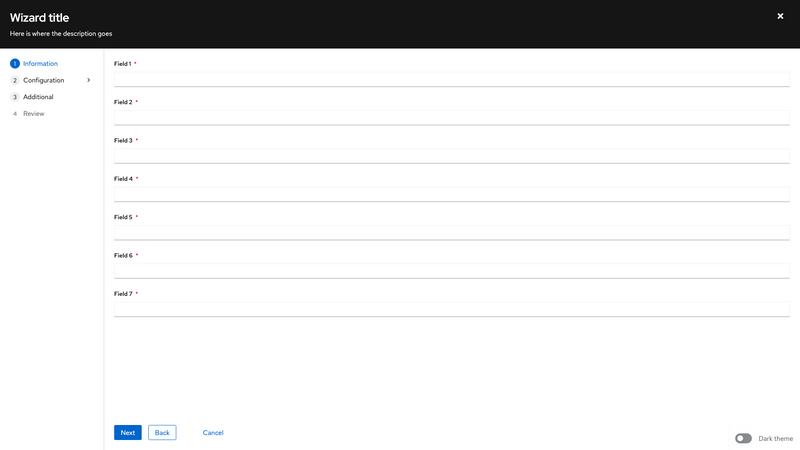 Wizard title
Here is where the description goes
1 Information
2 Configuration
3 Additional
4 Review
Field 1 *
Field 2 *
Field 3 *
Field 4 *
Field 5 *
Field 6 *
Field 7 *
Next Back Cancel
Dark theme